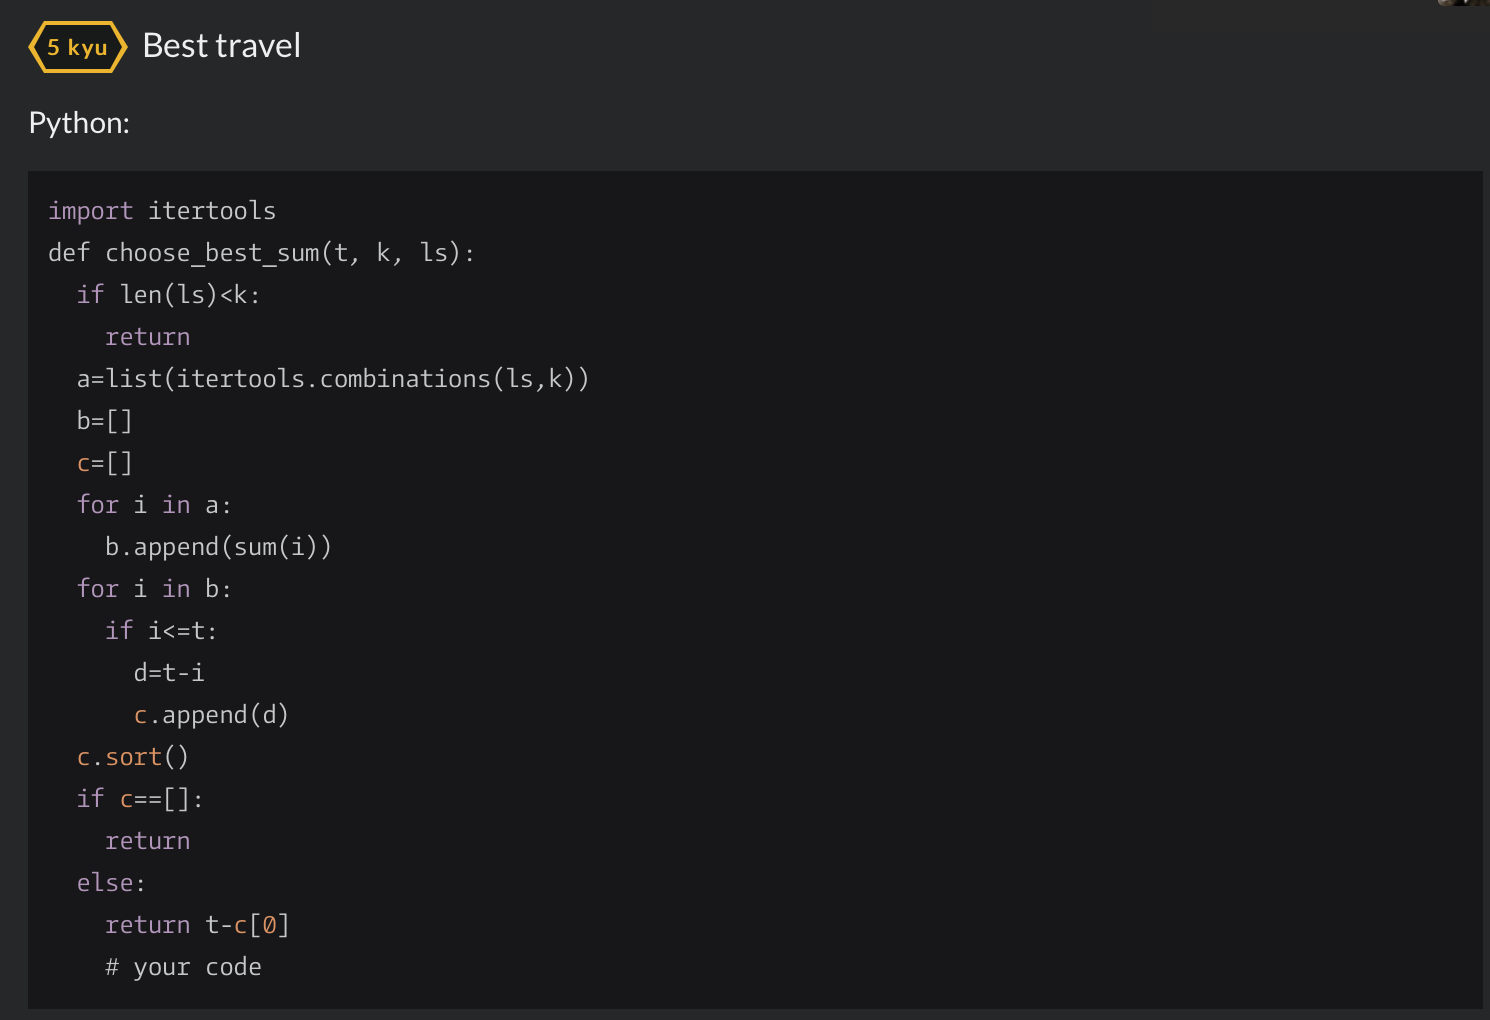 5 kyu Best travel
Python:
import itertools
def choose_best_sum(t, k, ls):
  if len(ls)<k:
    return
  a=list(itertools.combinations(ls,k))
  b=[]
  c=[]
  for i in a:
    b.append(sum(i))
  for i in b:
    if i<=t:
      d=t-i
      c.append(d)
  c.sort()
  if c==[]:
    return
  else:
    return t-c[0]
    # your code